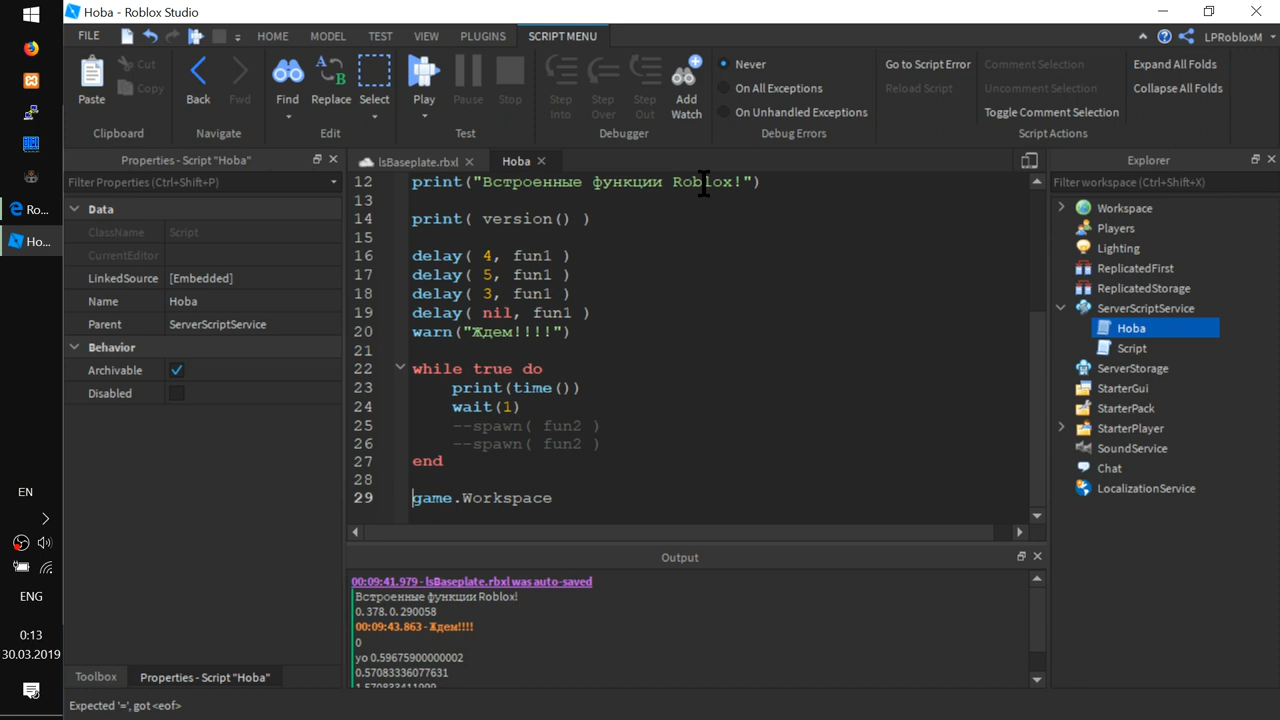 Hoba - Roblox Studio
FILE HOME MODEL TEST VIEW PLUGINS SCRIPT MENU LPRobloxM
Paste Cut Copy Back Fwd Find Replace Select Play Pause Stop Step Into Step Over Step Out Add Watch
Never
On All Exceptions
On Unhandled Exceptions
Go to Script Error
Reload Script
Comment Selection
Uncomment Selection
Toggle Comment Selection
Expand All Folds
Collapse All Folds
Clipboard Navigate Edit Test Debugger Debug Errors Script Actions
Properties - Script "Hoba"
Filter Properties (Ctrl+Shift+P)
Data
ClassName Script
CurrentEditor
LinkedSource [Embedded]
Name Hoba
Parent ServerScriptService
Behavior
Archivable
Disabled
Toolbox Properties - Script "Hoba"
lsBaseplate.rbxl Hoba
12 print("Встроенные функции Roblox!")
13
14 print( version() )
15
16 delay( 4, fun1 )
17 delay( 5, fun1 )
18 delay( 3, fun1 )
19 delay( nil, fun1 )
20 warn("Ждем!!!!")
21
22 while true do
23 print(time())
24 wait(1)
25 --spawn( fun2 )
26 --spawn( fun2 )
27 end
28
29 game.Workspace
Output
00:09:41.979 - lsBaseplate.rbxl was auto-saved
Встроенные функции Roblox!
0. 378. 0. 290058
00:09:43.863 - Ждем!!!!
0
yo 0.59675900000002
0.57083336077631
1.570833411999
Explorer
Filter workspace (Ctrl+Shift+X)
Workspace
Players
Lighting
ReplicatedFirst
ReplicatedStorage
ServerScriptService
Hoba
Script
ServerStorage
StarterGui
StarterPack
StarterPlayer
SoundService
Chat
LocalizationService
Ro...
Ho...
EN
ENG
0:13
30.03.2019
Expected '=', got <eof>